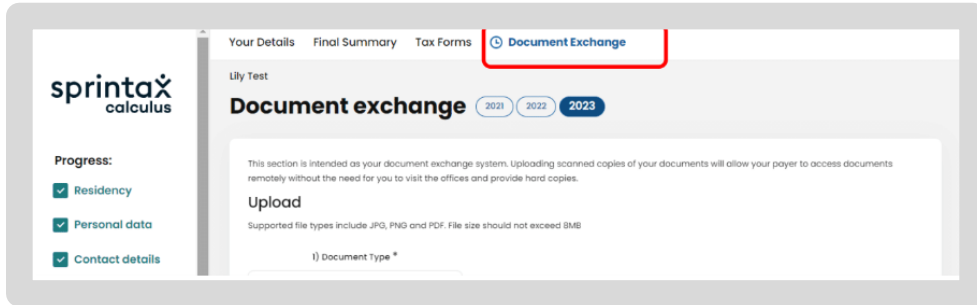 Your Details Final Summary Tax Forms Document Exchange
sprintax
calculus
Lily Test
Document exchange 2021 2022 2023
Progress:
Residency
Personal data
Contact details
This section is intended as your document exchange system. Uploading scanned copies of your documents will allow your payer to access documents
remotely without the need for you to visit the offices and provide hard copies.
Upload
Supported file types include JPG, PNG and PDF. File size should not exceed 8MB
1) Document Type *